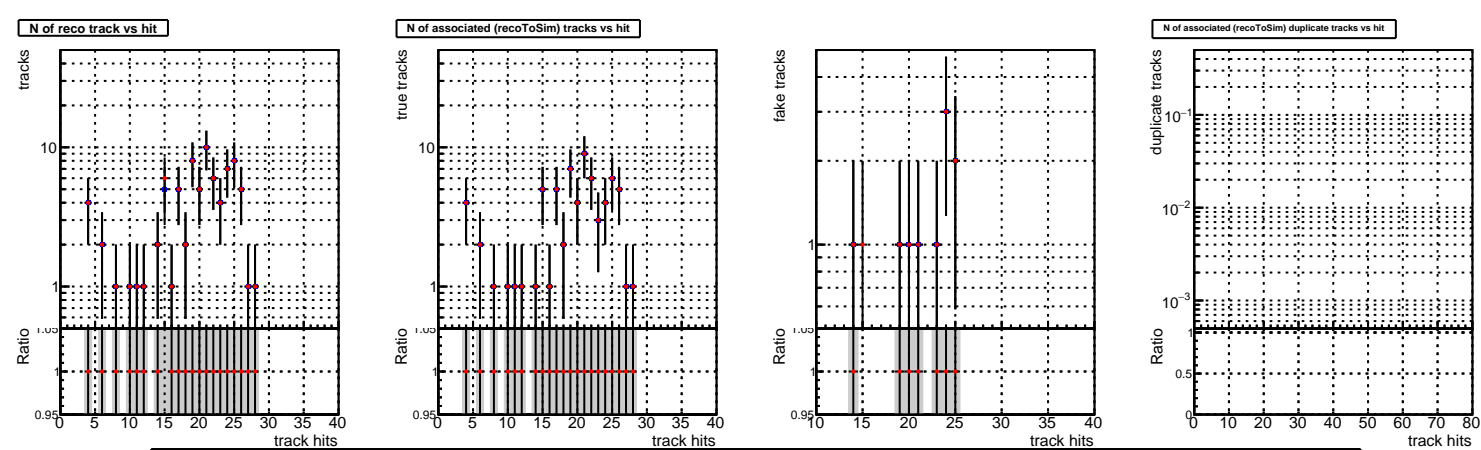 N of reco track vs hit
tracks
10
1
Ratio
1.05
1
0.95
0 5 10 15 20 25 30 35 40
track hits
N of associated (recoToSim) tracks vs hit
true tracks
10
1
Ratio
1.05
1
0.95
0 5 10 15 20 25 30 35 40
track hits
fake tracks
1
Ratio
1.05
1
0.95
10 15 20 25 30 35 40
track hits
N of associated (recoToSim) duplicate tracks vs hit
duplicate tracks
10⁻¹
10⁻²
10⁻³
Ratio
1
0.5
0
0 10 20 30 40 50 60 70 80
track hits